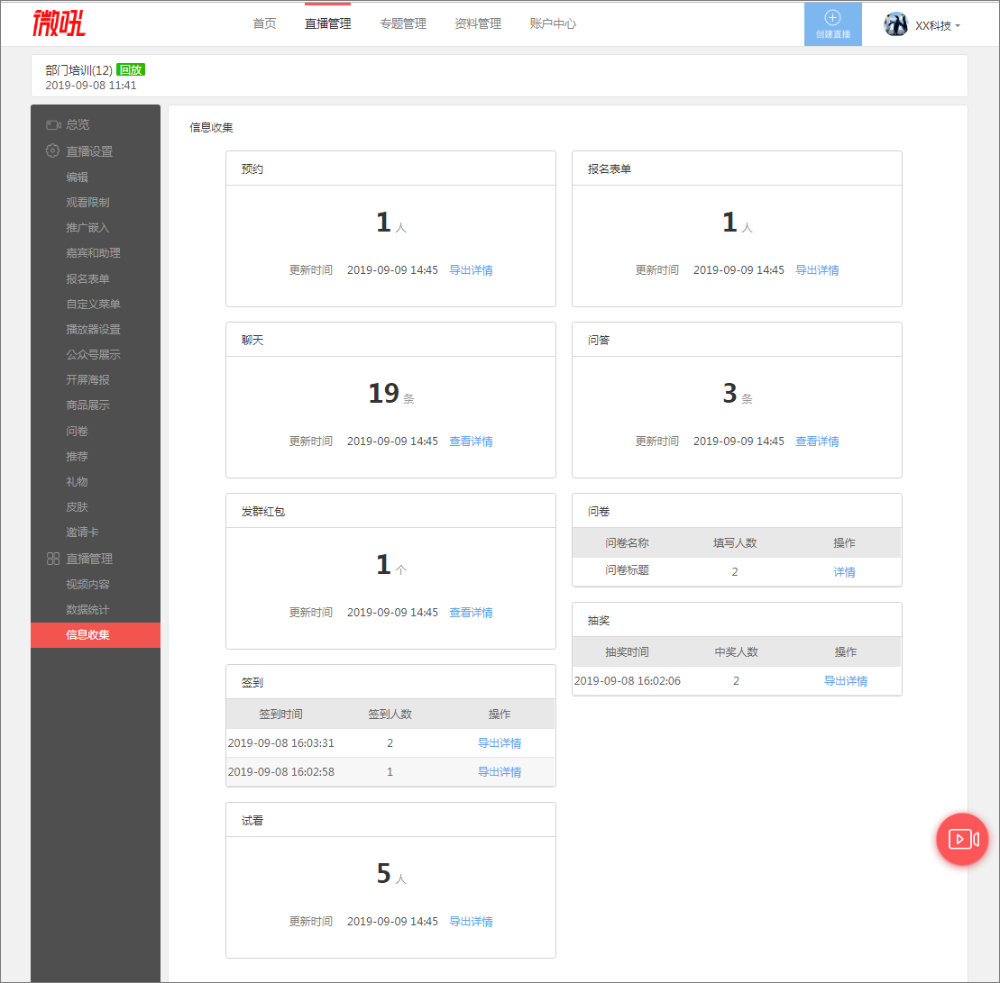 微吼
首页 直播管理 专题管理 资料管理 账户中心
创建直播
XX科技
部门培训(12) 回放
2019-09-08 11:41
总览
直播设置
编辑
观看限制
推广嵌入
嘉宾和助理
报名表单
自定义菜单
播放器设置
公众号展示
开屏海报
商品展示
问卷
推荐
礼物
皮肤
邀请卡
直播管理
视频内容
数据统计
信息收集
信息收集
预约
1 人
更新时间 2019-09-09 14:45 导出详情
报名表单
1 人
更新时间 2019-09-09 14:45 导出详情
聊天
19 条
更新时间 2019-09-09 14:45 查看详情
问答
3 条
更新时间 2019-09-09 14:45 查看详情
发群红包
1 个
更新时间 2019-09-09 14:45 查看详情
问卷
问卷名称 填写人数 操作
问卷标题 2 详情
抽奖
抽奖时间 中奖人数 操作
2019-09-08 16:02:06 2 导出详情
签到
签到时间 签到人数 操作
2019-09-08 16:03:31 2 导出详情
2019-09-08 16:02:58 1 导出详情
试看
5 人
更新时间 2019-09-09 14:45 导出详情